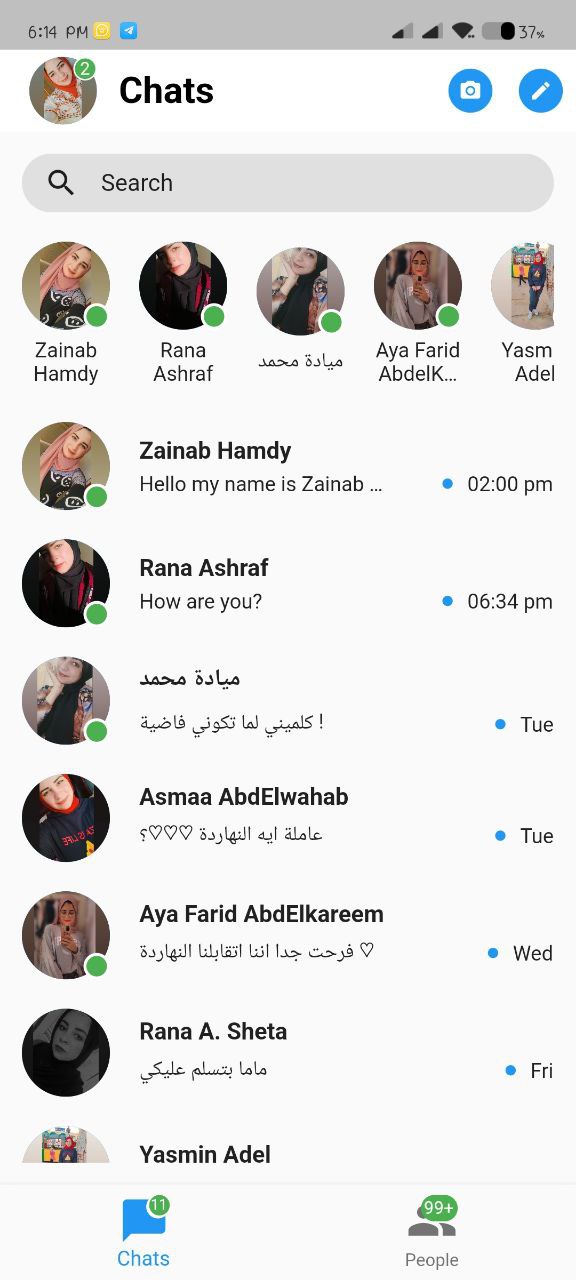 6:14 PM
37%
2
Chats
Search
Zainab
Hamdy
Rana
Ashraf
ميادة محمد
Aya Farid
AbdelK...
Yasm
Adel
Zainab Hamdy
Hello my name is Zainab ...
02:00 pm
Rana Ashraf
How are you?
06:34 pm
ميادة محمد
كلميني لما تكوني فاضية !
Tue
Asmaa AbdElwahab
عاملة ايه النهاردة ♡♡♡؟
Tue
Aya Farid AbdElkareem
فرحت جدا اننا اتقابلنا النهاردة ♡
Wed
Rana A. Sheta
ماما بتسلم عليكي
Fri
Yasmin Adel
11
Chats
99+
People